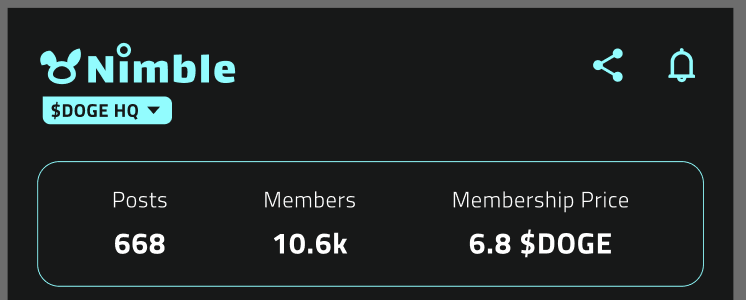 Nimble
$DOGE HQ
Posts Members Membership Price
668 10.6k 6.8 $DOGE